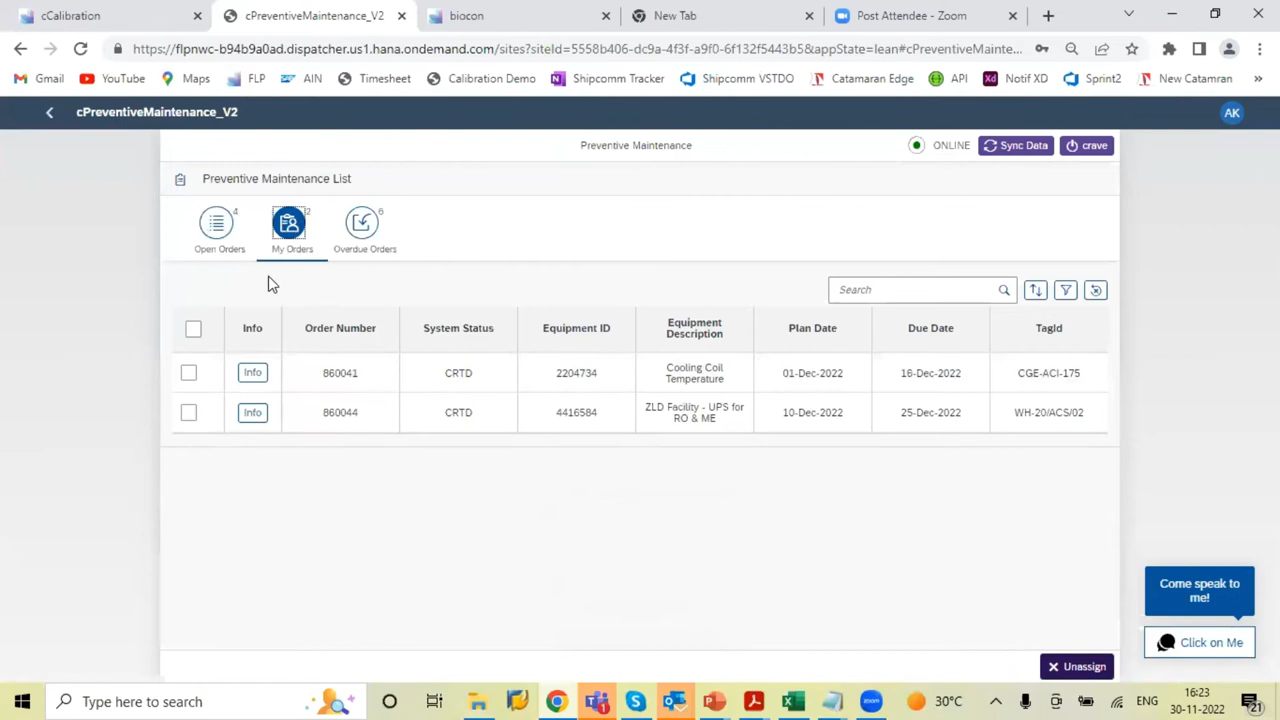 cCalibration
cPreventiveMaintenance_V2
biocon
New Tab
Post Attendee - Zoom
https://flpnwc-b94b9a0ad.dispatcher.us1.hana.ondemand.com/sites?siteId=5558b406-dc9a-4f3f-a9f0-6f132f5443b5&appState=lean#cPreventiveMainte...
Gmail
YouTube
Maps
FLP
AIN
Timesheet
Calibration Demo
Shipcomm Tracker
Shipcomm VSTDO
Catamaran Edge
API
Notif XD
Sprint2
New Catamran
cPreventiveMaintenance_V2
AK
Preventive Maintenance
ONLINE
Sync Data
crave
Preventive Maintenance List
4
2
6
Open Orders
My Orders
Overdue Orders
Search
Info
Order Number
System Status
Equipment ID
Equipment
Description
Plan Date
Due Date
TagId
Info
860041
CRTD
2204734
Cooling Coil
Temperature
01-Dec-2022
16-Dec-2022
CGE-ACI-175
Info
860044
CRTD
4416584
ZLD Facility - UPS for
RO & ME
10-Dec-2022
25-Dec-2022
WH-20/ACS/02
Come speak to
me!
Click on Me
Unassign
Type here to search
30°C
ENG
16:23
30-11-2022
21